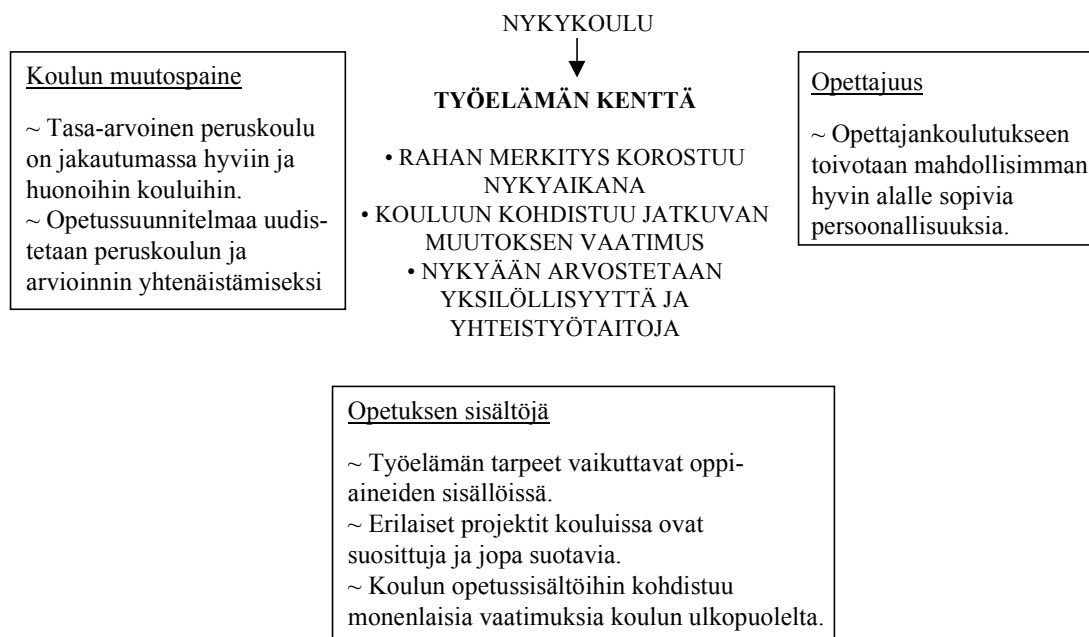 NYKYKOULU
Koulun muutospaine
~ Tasa-arvoinen peruskoulu
on jakautumassa hyviin ja
huonoihin kouluihin.
~ Opetussuunnitelmaa uudis-
tetaan peruskoulun ja
arvioinnin yhtenäistämiseksi
TYÖELÄMÄN KENTTÄ
• RAHAN MERKITYS KOROSTUU
NYKYAIKANA
• KOULUUN KOHDISTUU JATKUVAN
MUUTOKSEN VAATIMUS
• NYKYÄÄN ARVOSTETAAN
YKSILÖLLISYYTTÄ JA
YHTEISTYÖTAITOJA
Opettajuus
~ Opettajankoulutukseen
toivotaan mahdollisimman
hyvin alalle sopivia
persoonallisuuksia.
Opetuksen sisältöjä
~ Työelämän tarpeet vaikuttavat oppi-
aineiden sisällöissä.
~ Erilaiset projektit kouluissa ovat
suosittuja ja jopa suotavia.
~ Koulun opetussisältöihin kohdistuu
monenlaisia vaatimuksia koulun ulkopuolelta.